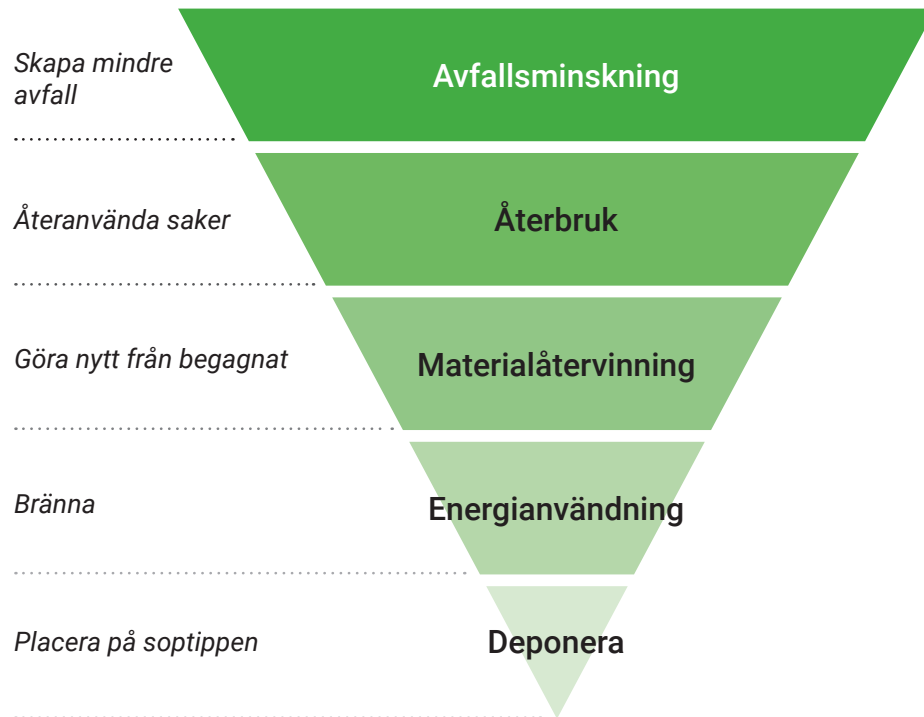 Skapa mindre
avfall
Avfallsminskning
Återanvända saker
Återbruk
Göra nytt från begagnat
Materialåtervinning
Bränna
Energianvändning
Placera på soptippen
Deponera